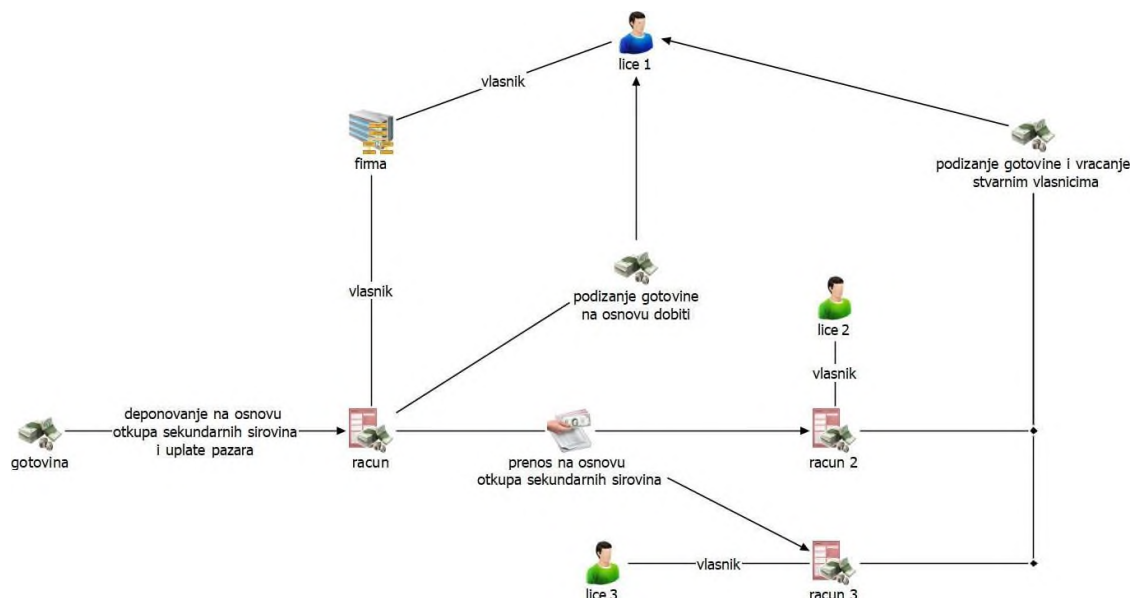 lice 1
vlasnik
firma
podizanje gotovine i vracanje
stvarnim vlasnicima
vlasnik
podizanje gotovine
na osnovu dobiti
lice 2
vlasnik
deponovanje na osnovu
otkupa sekundarnih sirovina
i uplate pazara
gotovina
racun
prenos na osnovu
otkupa sekundarnih sirovina
racun 2
vlasnik
lice 3
racun 3